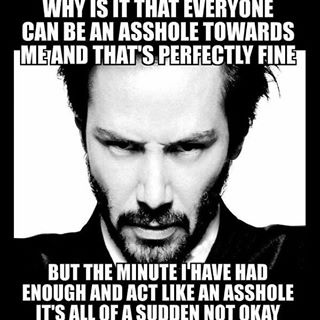 WHY IS IT THAT EVERYONE
CAN BE AN ASSHOLE TOWARDS
ME AND THAT'S PERFECTLY FINE
BUT THE MINUTE I'HAVE HAD
ENOUGH AND ACT LIKE AN ASSHOLE
IT'S ALL OF A SUDDEN NOT OKAY